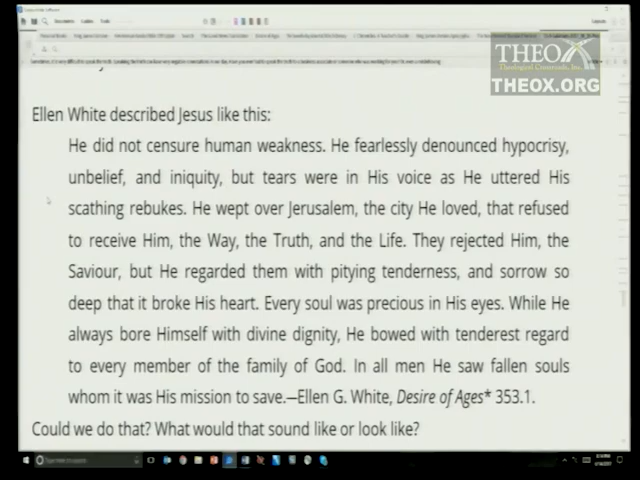 THEOX
Theological Crossroads, Inc.
THEOX.ORG
Ellen White described Jesus like this:
He did not censure human weakness. He fearlessly denounced hypocrisy,
unbelief, and iniquity, but tears were in His voice as He uttered His
scathing rebukes. He wept over Jerusalem, the city He loved, that refused
to receive Him, the Way, the Truth, and the Life. They rejected Him, the
Saviour, but He regarded them with pitying tenderness, and sorrow so
deep that it broke His heart. Every soul was precious in His eyes. While He
always bore Himself with divine dignity, He bowed with tenderest regard
to every member of the family of God. In all men He saw fallen souls
whom it was His mission to save.—Ellen G. White, Desire of Ages* 353.1.
Could we do that? What would that sound like or look like?